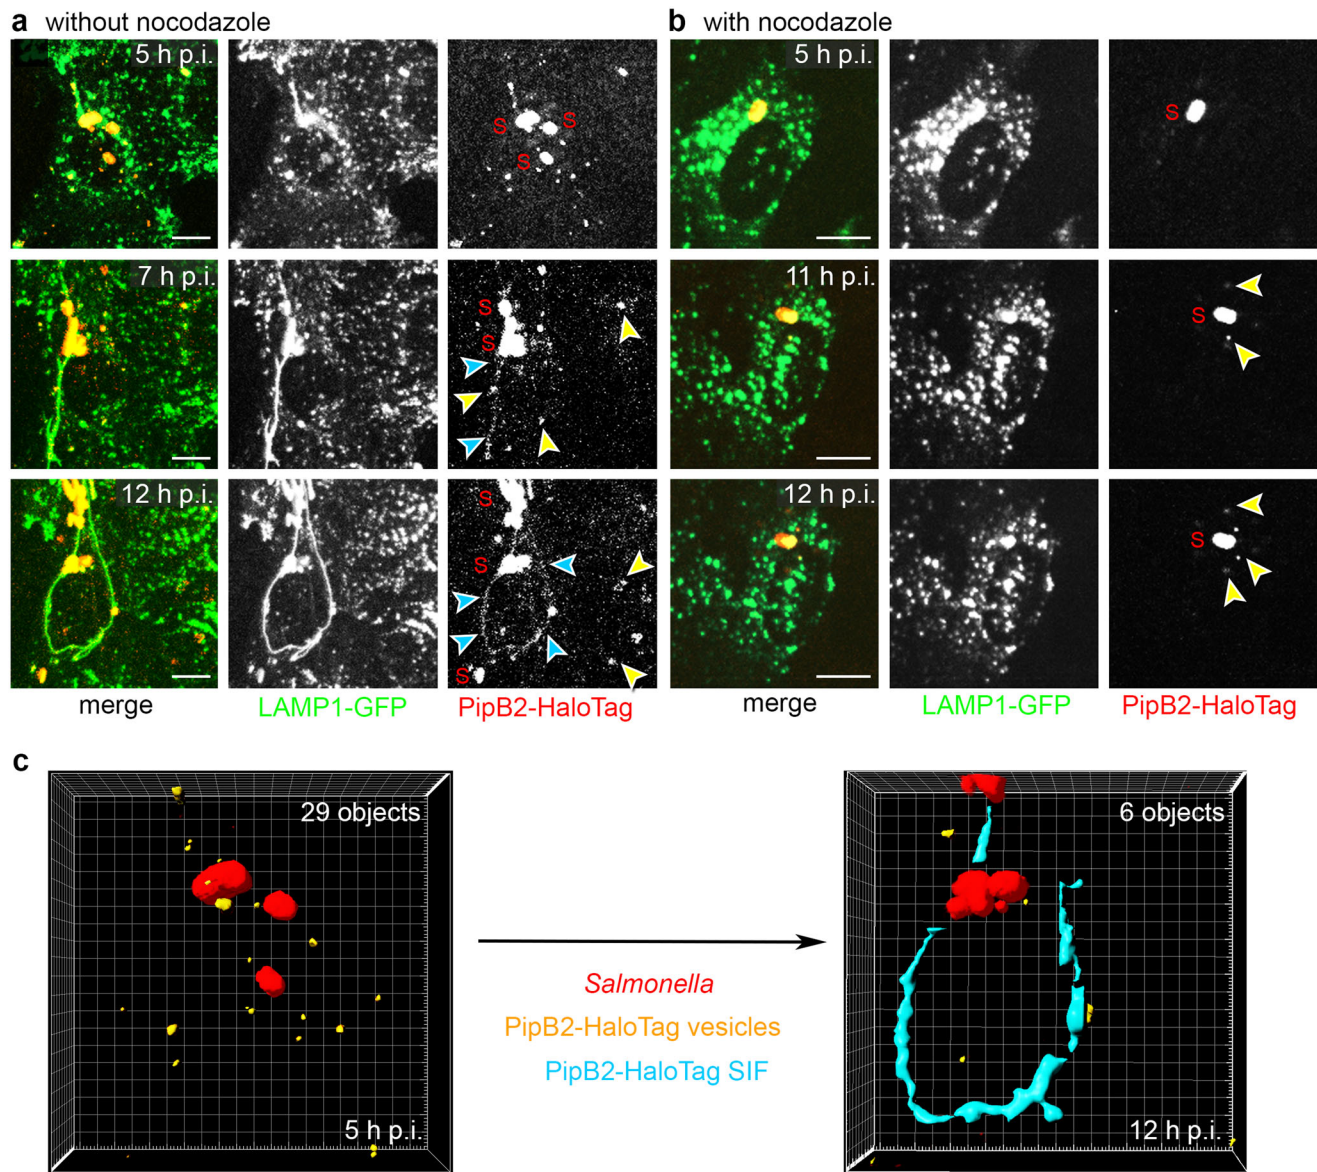 a without nocodazole
b with nocodazole
5 h p.i.
S
S
S
5 h p.i.
S
7 h p.i.
S
S
11 h p.i.
S
12 h p.i.
S
S
S
12 h p.i.
S
merge
LAMP1-GFP
PipB2-HaloTag
merge
LAMP1-GFP
PipB2-HaloTag
c
29 objects
5 h p.i.
Salmonella
PipB2-HaloTag vesicles
PipB2-HaloTag SIF
6 objects
12 h p.i.